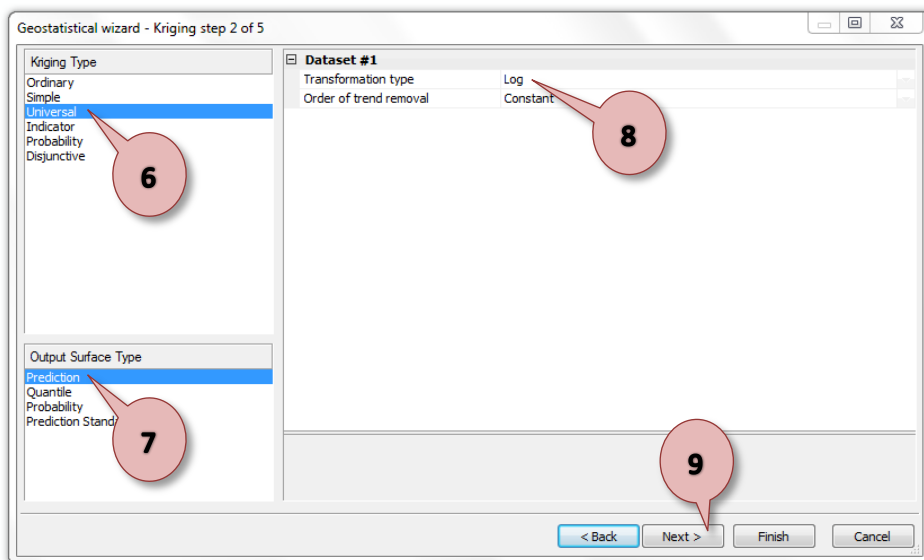 Geostatistical wizard - Kriging step 2 of 5
Kriging Type
Ordinary
Simple
Universal
Indicator
Probability
Disjunctive
6
Dataset #1
Transformation type Log
Order of trend removal Constant
8
Output Surface Type
Prediction
Quantile
Probability
Prediction Stand
7
9
< Back Next > Finish Cancel